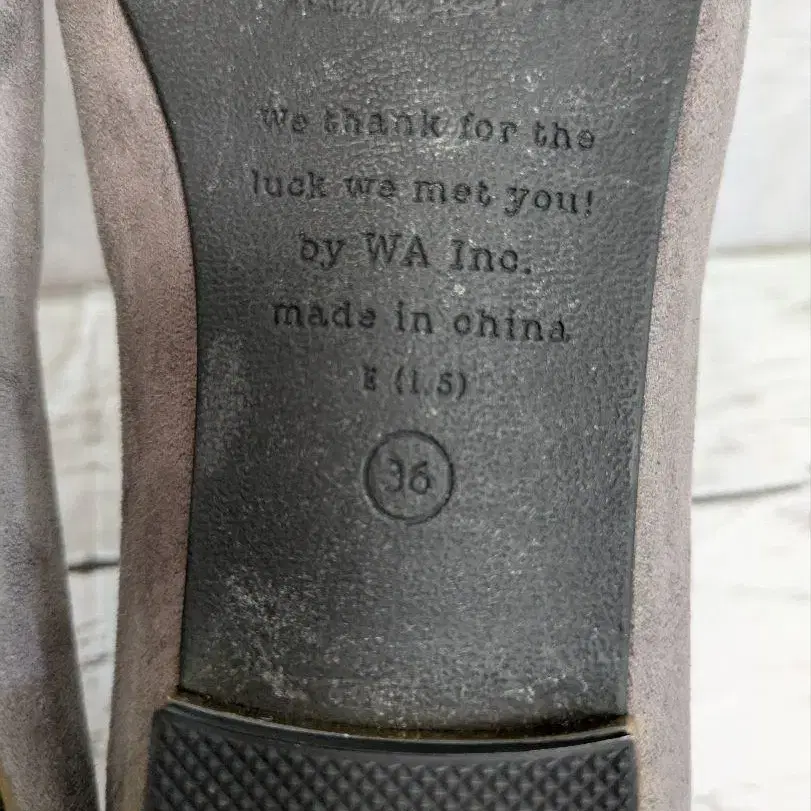 We thank for the
luck we met you!
by WA Inc.
made in china
E (1.5)
36